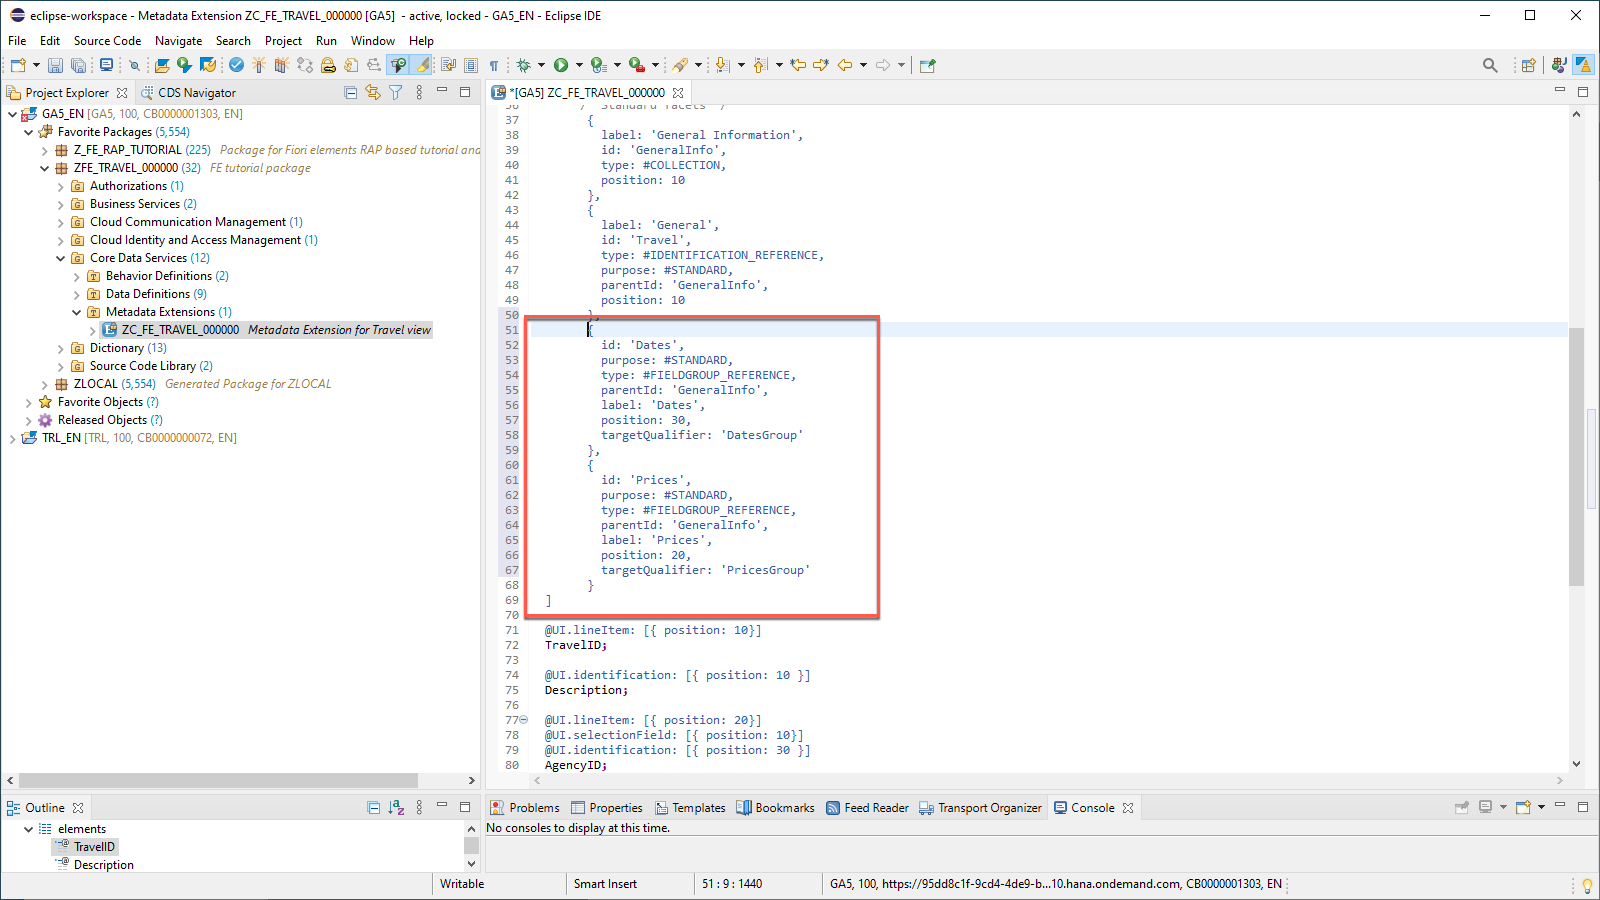 eclipse-workspace - Metadata Extension ZC_FE_TRAVEL_000000 [GA5] - active, locked - GA5_EN - Eclipse IDE
File Edit Source Code Navigate Search Project Run Window Help
Project Explorer CDS Navigator
GA5_EN [GA5, 100, CB0000001303, EN]
Favorite Packages (5,554)
Z_FE_RAP_TUTORIAL (225) Package for Fiori elements RAP based tutorial and
ZFE_TRAVEL_000000 (32) FE tutorial package
Authorizations (1)
Business Services (2)
Cloud Communication Management (1)
Cloud Identity and Access Management (1)
Core Data Services (12)
Behavior Definitions (2)
Data Definitions (9)
Metadata Extensions (1)
ZC_FE_TRAVEL_000000 Metadata Extension for Travel view
Dictionary (13)
Source Code Library (2)
ZLOCAL (5,554) Generated Package for ZLOCAL
Favorite Objects (?)
Released Objects (?)
TRL_EN [TRL, 100, CB0000000072, EN]
*[GA5] ZC_FE_TRAVEL_000000
36 /* Standard facets */
37 {
38 label: 'General Information',
39 id: 'GeneralInfo',
40 type: #COLLECTION,
41 position: 10
42 },
43 {
44 label: 'General',
45 id: 'Travel',
46 type: #IDENTIFICATION_REFERENCE,
47 purpose: #STANDARD,
48 parentId: 'GeneralInfo',
49 position: 10
50 },
51 {
52 id: 'Dates',
53 purpose: #STANDARD,
54 type: #FIELDGROUP_REFERENCE,
55 parentId: 'GeneralInfo',
56 label: 'Dates',
57 position: 30,
58 targetQualifier: 'DatesGroup'
59 },
60 {
61 id: 'Prices',
62 purpose: #STANDARD,
63 type: #FIELDGROUP_REFERENCE,
64 parentId: 'GeneralInfo',
65 label: 'Prices',
66 position: 20,
67 targetQualifier: 'PricesGroup'
68 }
69 ]
70
71 @UI.lineItem: [{ position: 10}]
72 TravelID;
73
74 @UI.identification: [{ position: 10 }]
75 Description;
76
77 @UI.lineItem: [{ position: 20}]
78 @UI.selectionField: [{ position: 10}]
79 @UI.identification: [{ position: 30 }]
80 AgencyID;
Outline
elements
TravelID
Description
Problems Properties Templates Bookmarks Feed Reader Transport Organizer Console
No consoles to display at this time.
Writable Smart Insert 51 : 9 : 1440 GA5, 100, https://95dd8c1f-9cd4-4de9-b...10.hana.ondemand.com, CB0000001303, EN